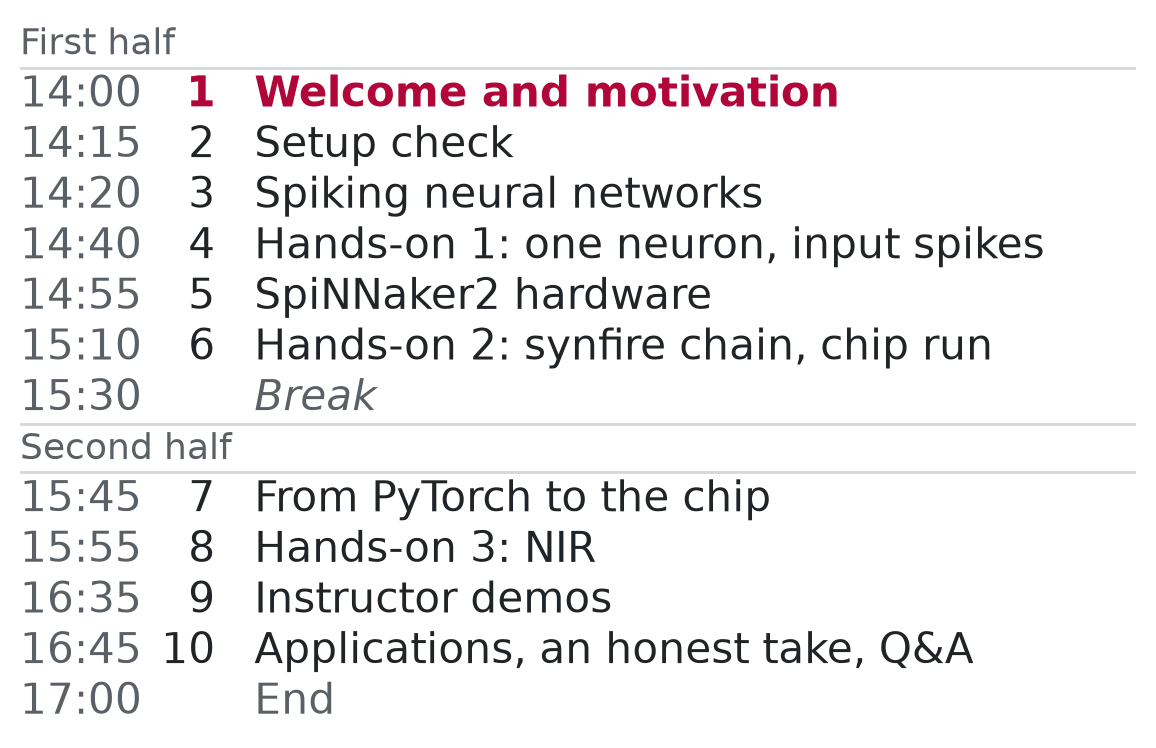 First half
14:00 1 Welcome and motivation
14:15 2 Setup check
14:20 3 Spiking neural networks
14:40 4 Hands-on 1: one neuron, input spikes
14:55 5 SpiNNaker2 hardware
15:10 6 Hands-on 2: synfire chain, chip run
15:30 Break
Second half
15:45 7 From PyTorch to the chip
15:55 8 Hands-on 3: NIR
16:35 9 Instructor demos
16:45 10 Applications, an honest take, Q&A
17:00 End